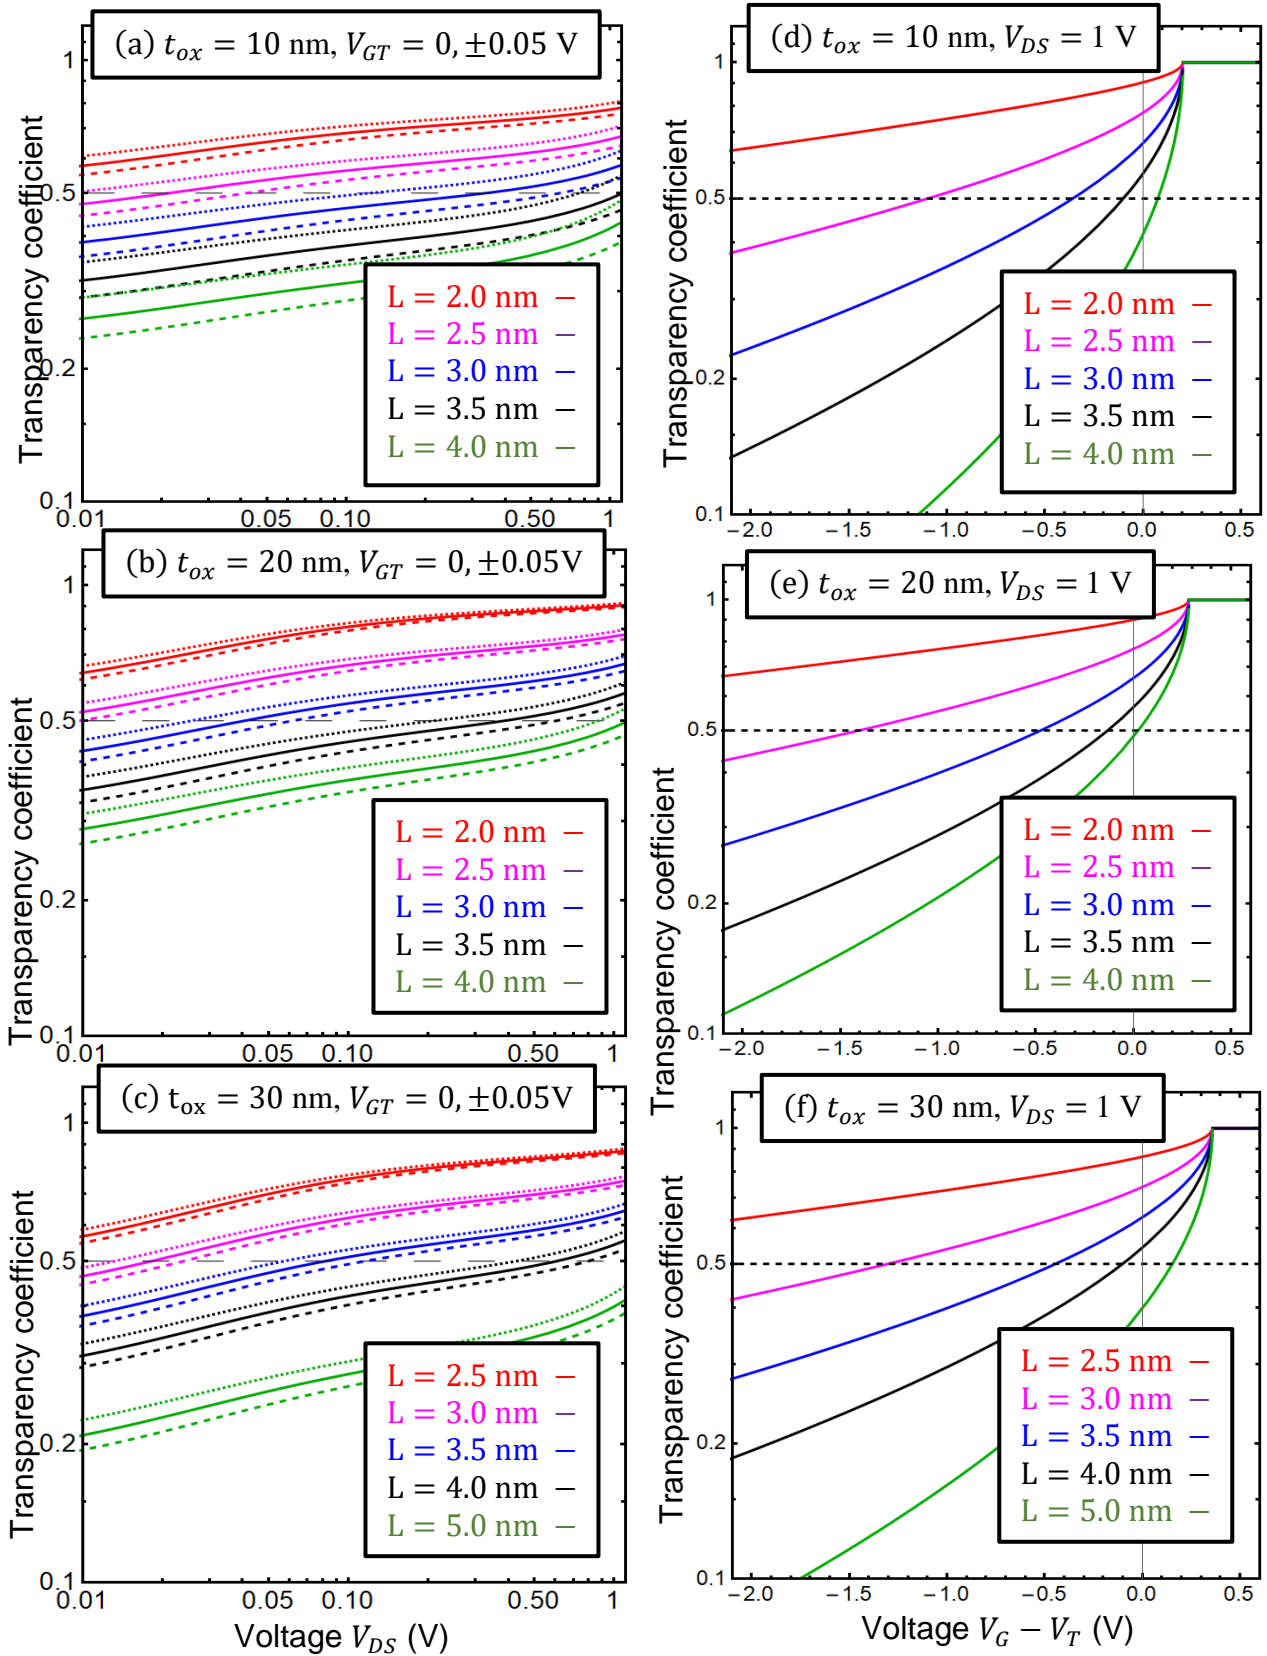 (a) t_ox = 10 nm, V_GT = 0, ±0.05 V
Transparency coefficient
1
0.5
0.2
0.1
L = 2.0 nm –
L = 2.5 nm –
L = 3.0 nm –
L = 3.5 nm –
L = 4.0 nm –
0.01 0.05 0.10 0.50 1
(d) t_ox = 10 nm, V_DS = 1 V
Transparency coefficient
1
0.5
0.2
0.1
L = 2.0 nm –
L = 2.5 nm –
L = 3.0 nm –
L = 3.5 nm –
L = 4.0 nm –
−2.0 −1.5 −1.0 −0.5 0.0 0.5
(b) t_ox = 20 nm, V_GT = 0, ±0.05V
Transparency coefficient
1
0.5
0.2
0.1
L = 2.0 nm –
L = 2.5 nm –
L = 3.0 nm –
L = 3.5 nm –
L = 4.0 nm –
0.01 0.05 0.10 0.50 1
(e) t_ox = 20 nm, V_DS = 1 V
Transparency coefficient
1
0.5
0.2
0.1
L = 2.0 nm –
L = 2.5 nm –
L = 3.0 nm –
L = 3.5 nm –
L = 4.0 nm –
−2.0 −1.5 −1.0 −0.5 0.0 0.5
(c) t_ox = 30 nm, V_GT = 0, ±0.05V
Transparency coefficient
1
0.5
0.2
0.1
L = 2.5 nm –
L = 3.0 nm –
L = 3.5 nm –
L = 4.0 nm –
L = 5.0 nm –
0.01 0.05 0.10 0.50 1
Voltage V_DS (V)
(f) t_ox = 30 nm, V_DS = 1 V
Transparency coefficient
1
0.5
0.2
0.1
L = 2.5 nm –
L = 3.0 nm –
L = 3.5 nm –
L = 4.0 nm –
L = 5.0 nm –
−2.0 −1.5 −1.0 −0.5 0.0 0.5
Voltage V_G − V_T (V)